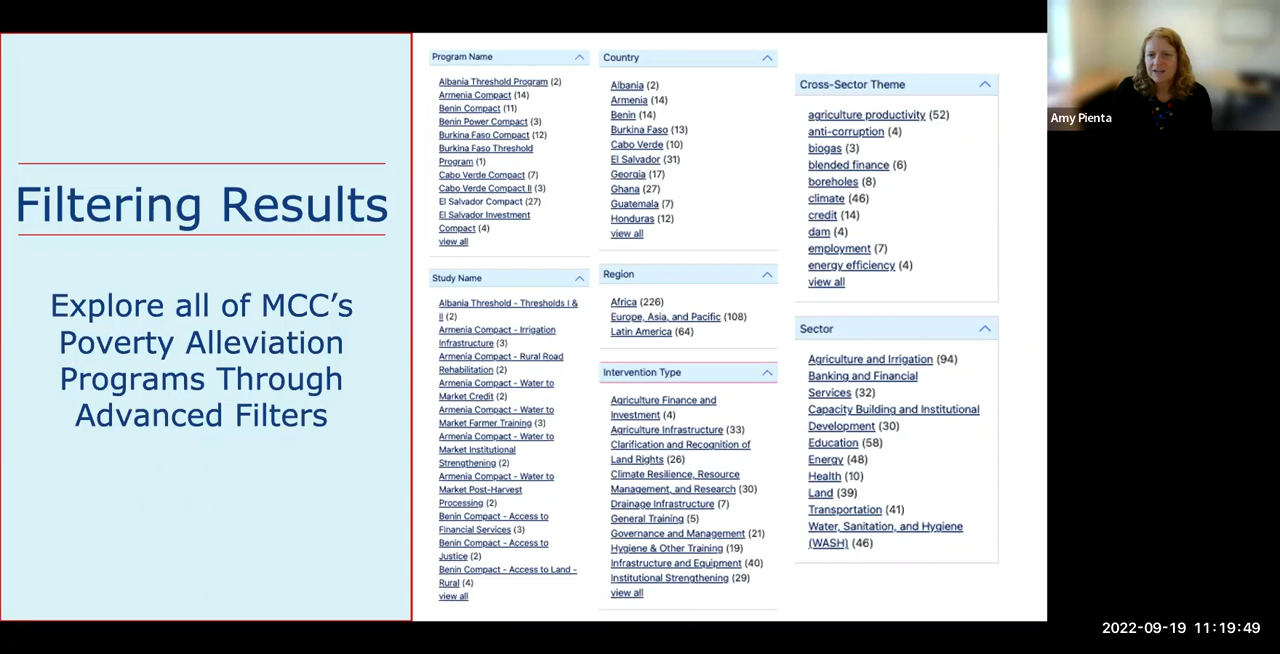 Filtering Results
Explore all of MCC's
Poverty Alleviation
Programs Through
Advanced Filters
Program Name
Albania Threshold Program (2)
Armenia Compact (14)
Benin Compact (11)
Benin Power Compact (3)
Burkina Faso Compact (12)
Burkina Faso Threshold
Program (1)
Cabo Verde Compact (7)
Cabo Verde Compact II (3)
El Salvador Compact (27)
El Salvador Investment
Compact (4)
view all
Study Name
Albania Threshold - Thresholds I &
II (2)
Armenia Compact - Irrigation
Infrastructure (3)
Armenia Compact - Rural Road
Rehabilitation (2)
Armenia Compact - Water to
Market Credit (2)
Armenia Compact - Water to
Market Farmer Training (3)
Armenia Compact - Water to
Market Institutional
Strengthening (2)
Armenia Compact - Water to
Market Post-Harvest
Processing (2)
Benin Compact - Access to
Financial Services (3)
Benin Compact - Access to
Justice (2)
Benin Compact - Access to Land -
Rural (4)
view all
Country
Albania (2)
Armenia (14)
Benin (14)
Burkina Faso (13)
Cabo Verde (10)
El Salvador (31)
Georgia (17)
Ghana (27)
Guatemala (7)
Honduras (12)
view all
Region
Africa (226)
Europe, Asia, and Pacific (108)
Latin America (64)
Intervention Type
Agriculture Finance and
Investment (4)
Agriculture Infrastructure (33)
Clarification and Recognition of
Land Rights (26)
Climate Resilience, Resource
Management, and Research (30)
Drainage Infrastructure (7)
General Training (5)
Governance and Management (21)
Hygiene & Other Training (19)
Infrastructure and Equipment (40)
Institutional Strengthening (29)
view all
Cross-Sector Theme
agriculture productivity (52)
anti-corruption (4)
biogas (3)
blended finance (6)
boreholes (8)
climate (46)
credit (14)
dam (4)
employment (7)
energy efficiency (4)
view all
Sector
Agriculture and Irrigation (94)
Banking and Financial
Services (32)
Capacity Building and Institutional
Development (30)
Education (58)
Energy (48)
Health (10)
Land (39)
Transportation (41)
Water, Sanitation, and Hygiene
(WASH) (46)
Amy Pienta
2022-09-19 11:19:49